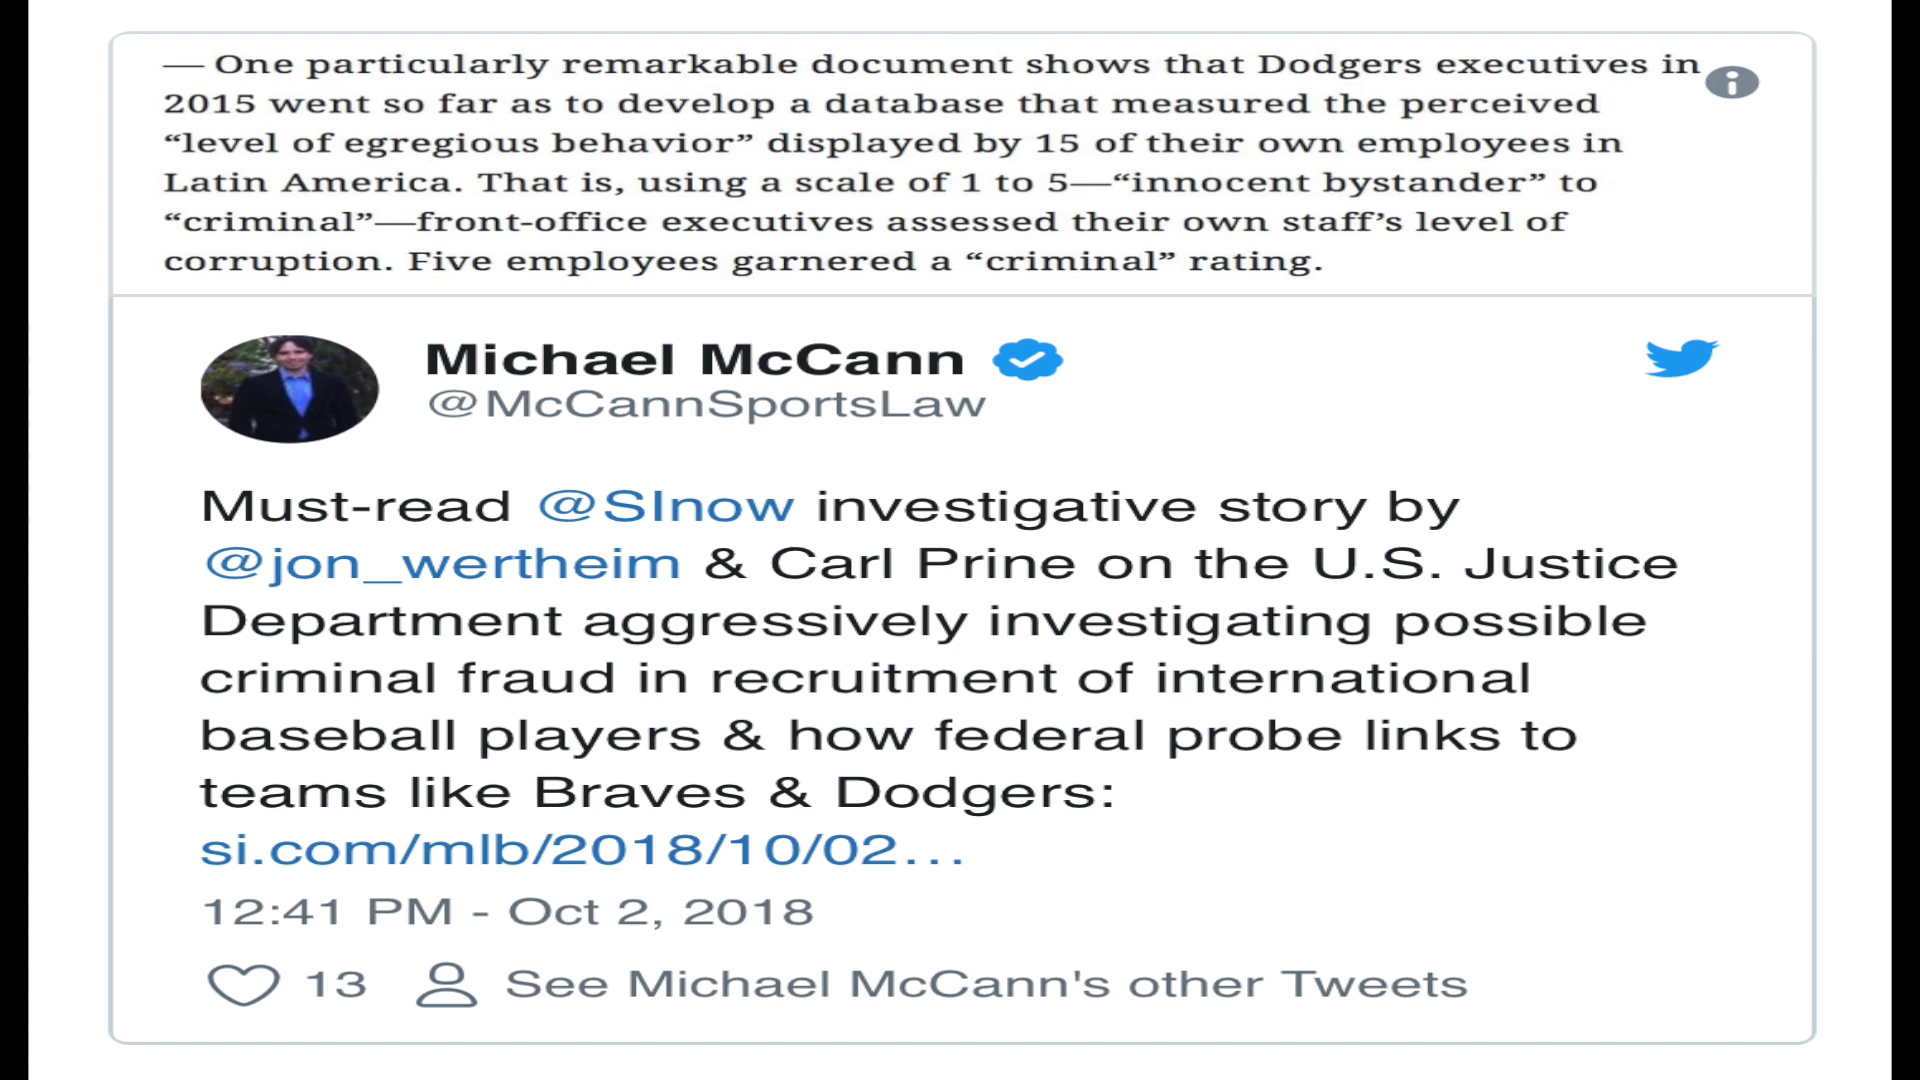 — One particularly remarkable document shows that Dodgers executives in
2015 went so far as to develop a database that measured the perceived
“level of egregious behavior” displayed by 15 of their own employees in
Latin America. That is, using a scale of 1 to 5—“innocent bystander” to
“criminal”—front-office executives assessed their own staff’s level of
corruption. Five employees garnered a “criminal” rating.
Michael McCann
@McCannSportsLaw
Must-read @SInow investigative story by
@jon_wertheim & Carl Prine on the U.S. Justice
Department aggressively investigating possible
criminal fraud in recruitment of international
baseball players & how federal probe links to
teams like Braves & Dodgers:
si.com/mlb/2018/10/02…
12:41 PM - Oct 2, 2018
13 See Michael McCann's other Tweets